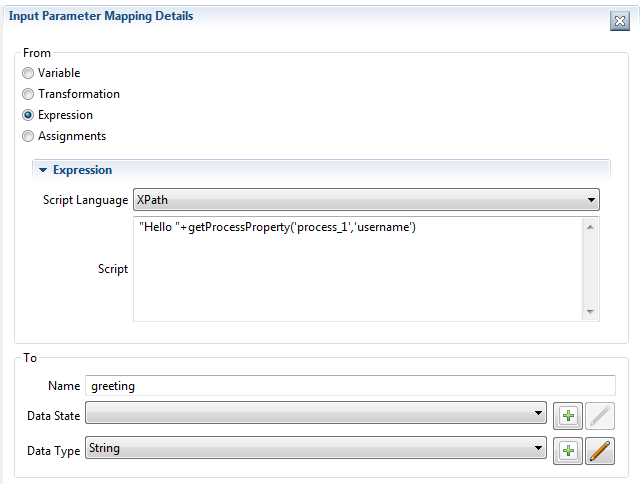 Input Parameter Mapping Details
From
Variable
Transformation
Expression
Assignments
Expression
Script Language XPath
"Hello "+getProcessProperty('process_1','username')
Script
To
Name greeting
Data State
Data Type String